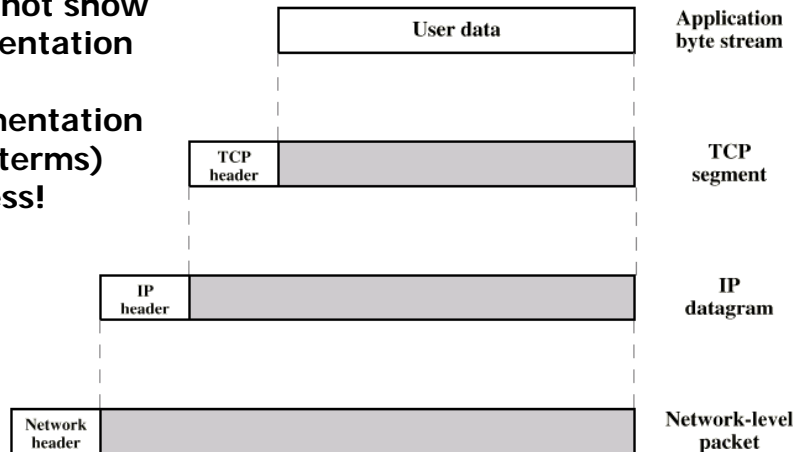 not show
entation
mentation
terms)
ss!
User data
Application
byte stream
TCP
header
TCP
segment
IP
header
IP
datagram
Network
header
Network-level
packet